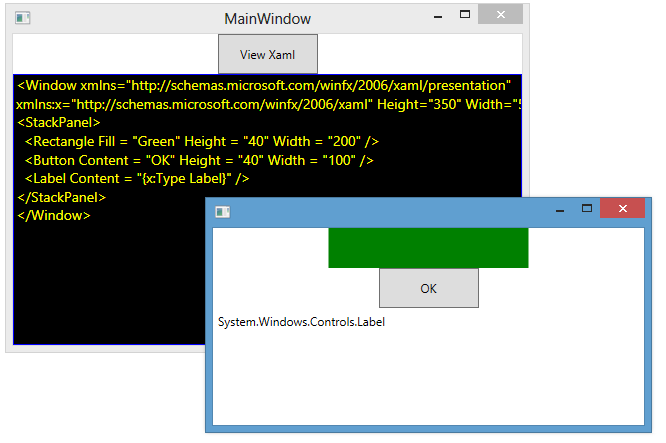 MainWindow
View Xaml
<Window xmlns="http://schemas.microsoft.com/winfx/2006/xaml/presentation"
xmlns:x="http://schemas.microsoft.com/winfx/2006/xaml" Height="350" Width="5
<StackPanel>
<Rectangle Fill = "Green" Height = "40" Width = "200" />
<Button Content = "OK" Height = "40" Width = "100" />
<Label Content = "{x:Type Label}" />
</StackPanel>
</Window>
OK
System.Windows.Controls.Label